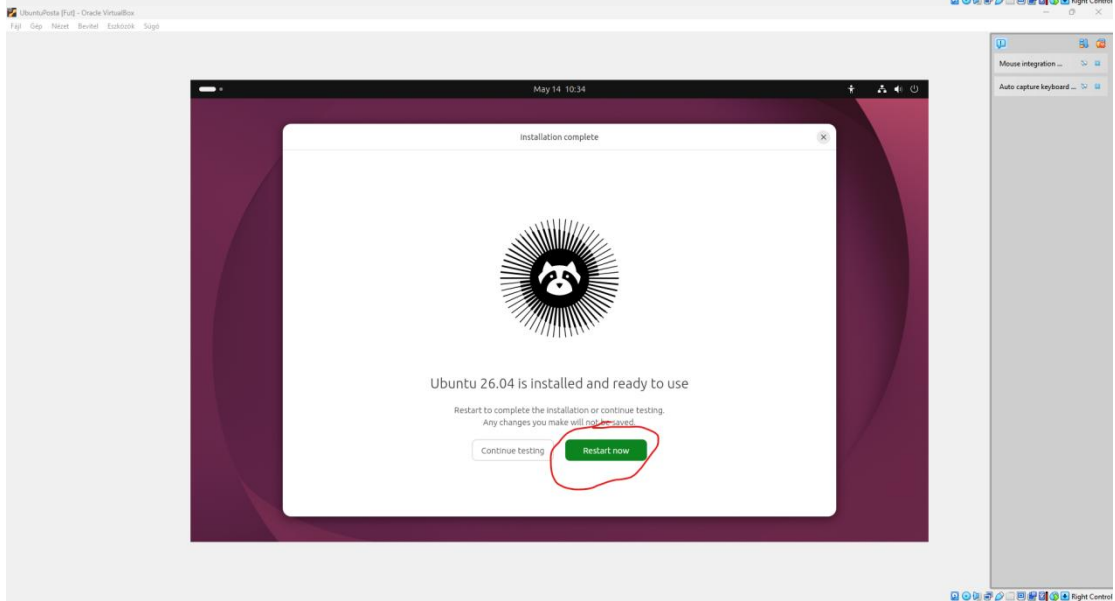 Right Control
UbuntuPosta [Fut] - Oracle VirtualBox
Fájl Gép Nézet Bevitel Eszközök Súgó
Mouse integration ...
Auto capture keyboard ...
May 14 10:34
Installation complete
Ubuntu 26.04 is installed and ready to use
Restart to complete the installation or continue testing.
Any changes you make will not be saved.
Continue testing
Restart now
Right Control